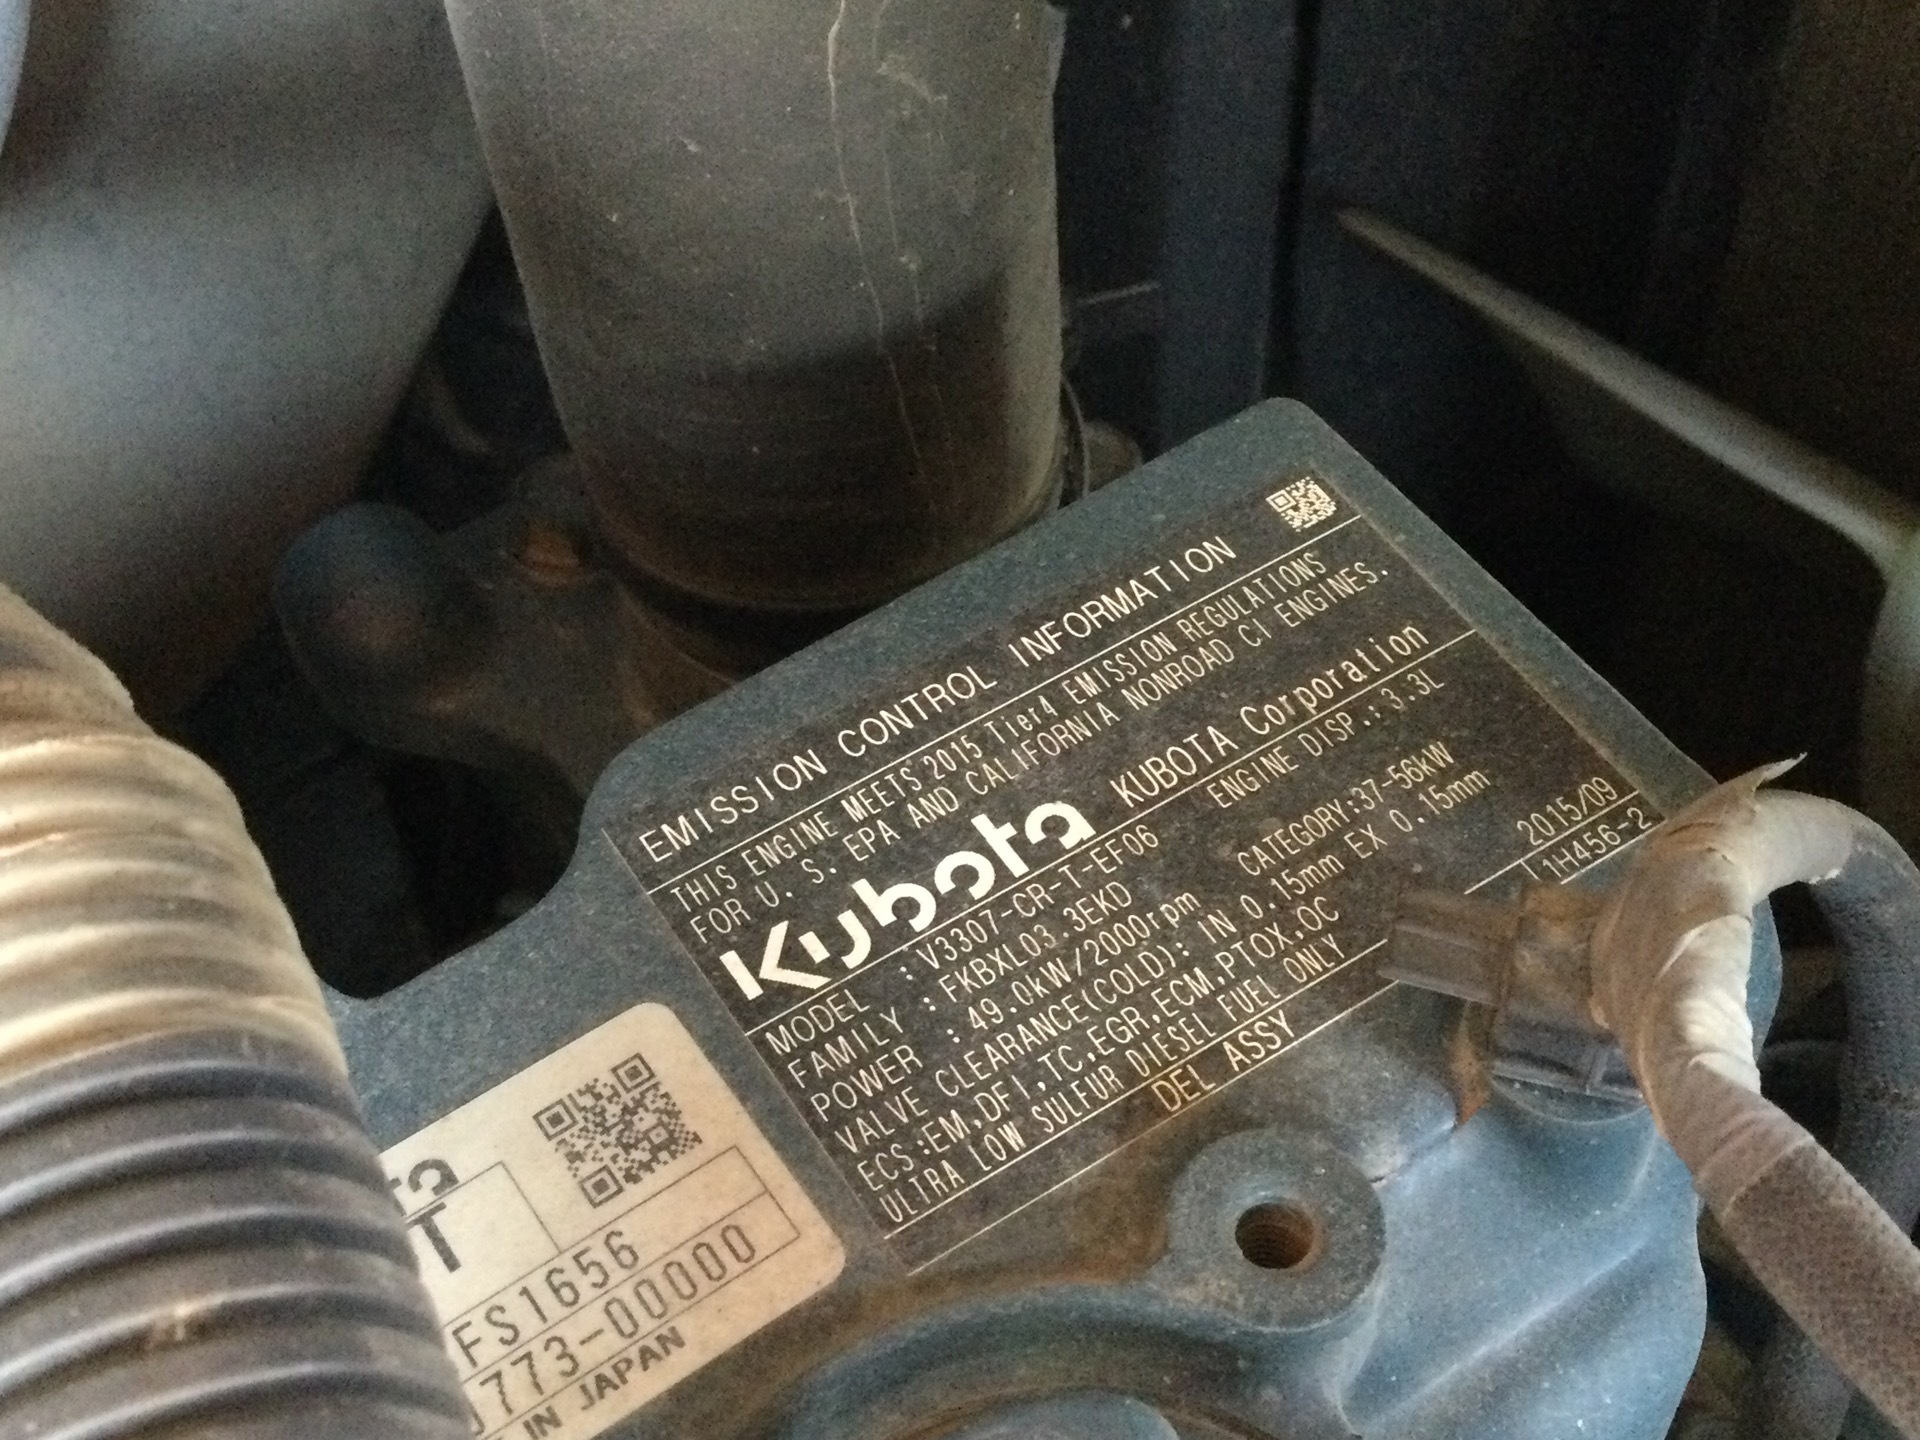 EMISSION CONTROL INFORMATION
THIS ENGINE MEETS 2015 Tier4 EMISSION REGULATIONS
FOR U.S. EPA AND CALIFORNIA NONROAD CI ENGINES.
Kubota KUBOTA Corporation
MODEL : V3307-CR-T-EF06 ENGINE DISP.: 3.3L
FAMILY : FKBXL03.3EKD
POWER : 49.0kW/2000rpm CATEGORY:37-56kW
VALVE CLEARANCE(COLD): IN 0.15mm EX 0.15mm
ECS:EM,DFI,TC,EGR,ECM,PTOX,OC
ULTRA LOW SULFUR DIESEL FUEL ONLY
2015/09
1H456-2
DEL ASSY
T
FS1656
773-00000
IN JAPAN